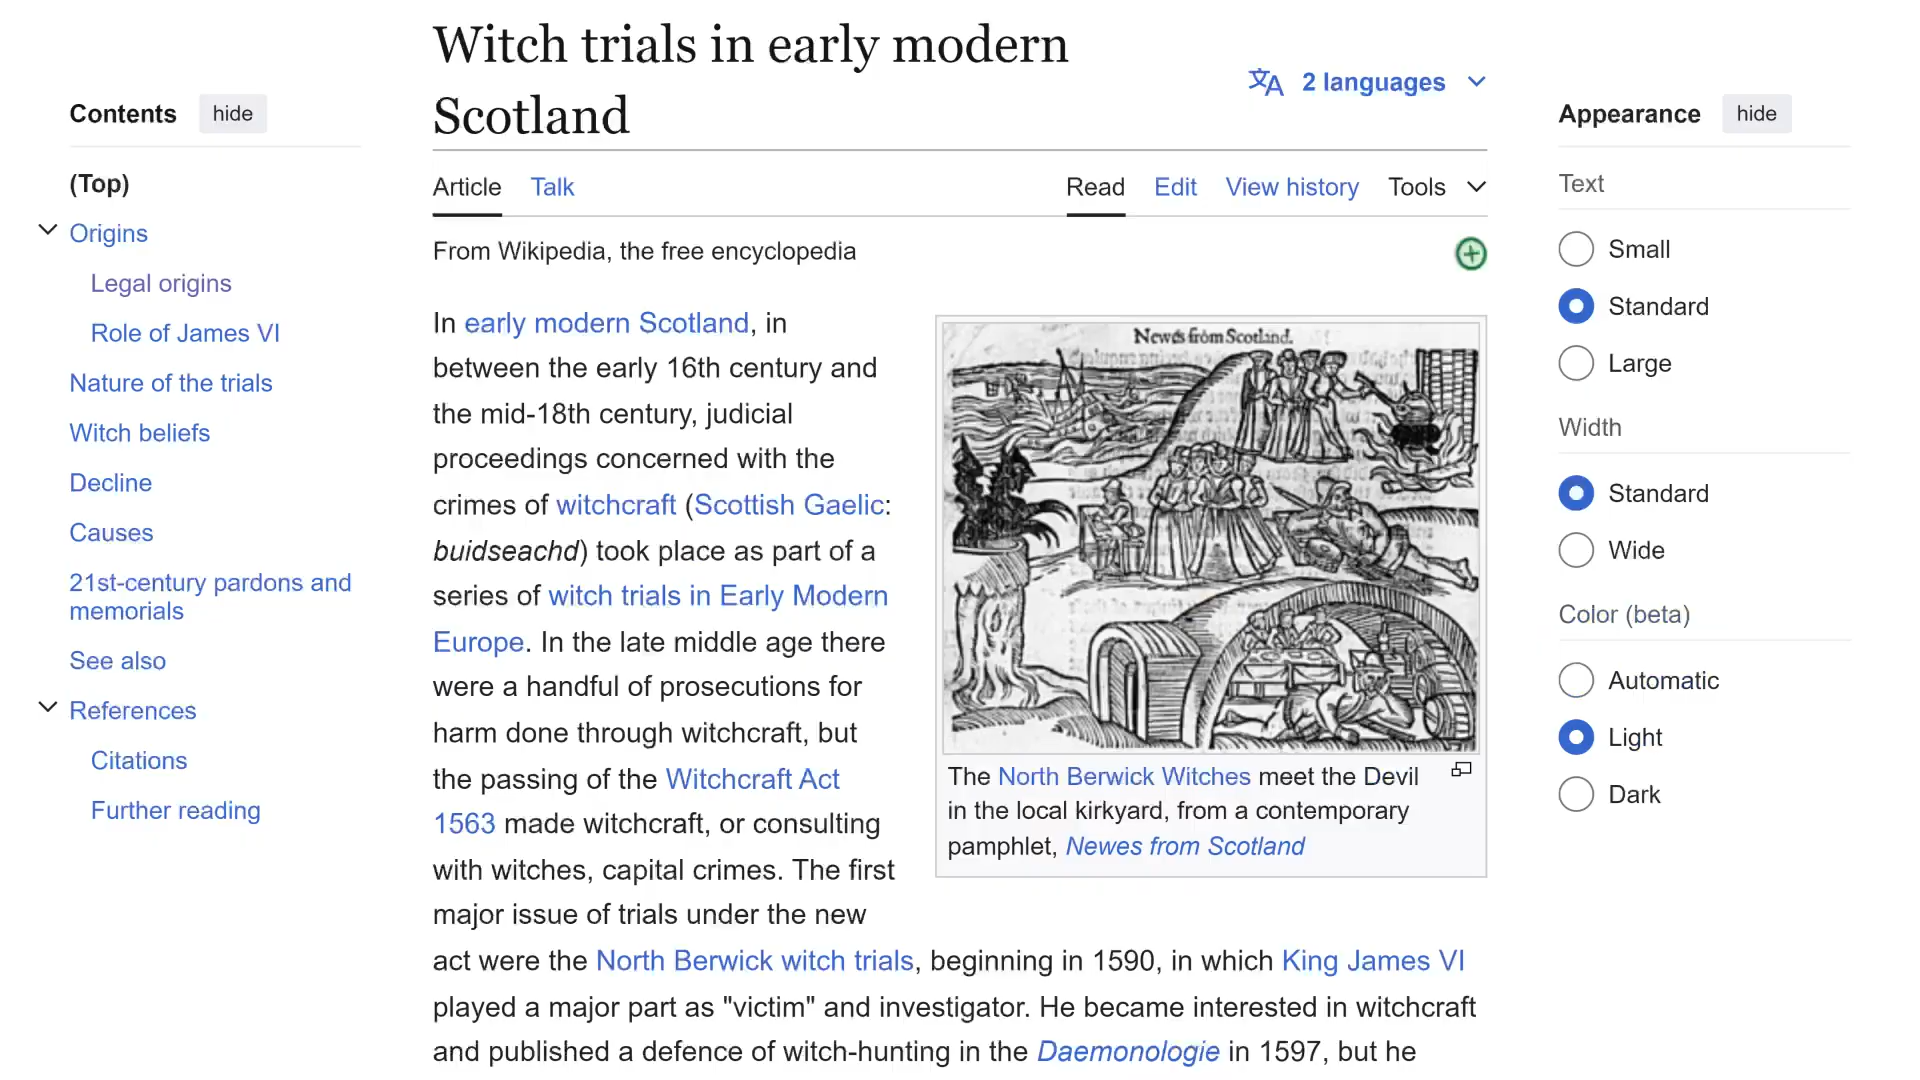 Witch trials in early modern
Scotland
2 languages
Contents
hide
(Top)
Origins
Legal origins
Role of James VI
Nature of the trials
Witch beliefs
Decline
Causes
21st-century pardons and
memorials
See also
References
Citations
Further reading
Article
Talk
Read
Edit
View history
Tools
From Wikipedia, the free encyclopedia
In early modern Scotland, in
between the early 16th century and
the mid-18th century, judicial
proceedings concerned with the
crimes of witchcraft (Scottish Gaelic:
buidseachd) took place as part of a
series of witch trials in Early Modern
Europe. In the late middle age there
were a handful of prosecutions for
harm done through witchcraft, but
the passing of the Witchcraft Act
1563 made witchcraft, or consulting
with witches, capital crimes. The first
major issue of trials under the new
act were the North Berwick witch trials, beginning in 1590, in which King James VI
played a major part as "victim" and investigator. He became interested in witchcraft
and published a defence of witch-hunting in the Daemonologie in 1597, but he
Newes from Scotland.
The North Berwick Witches meet the Devil
in the local kirkyard, from a contemporary
pamphlet, Newes from Scotland
Appearance
hide
Text
Small
Standard
Large
Width
Standard
Wide
Color (beta)
Automatic
Light
Dark